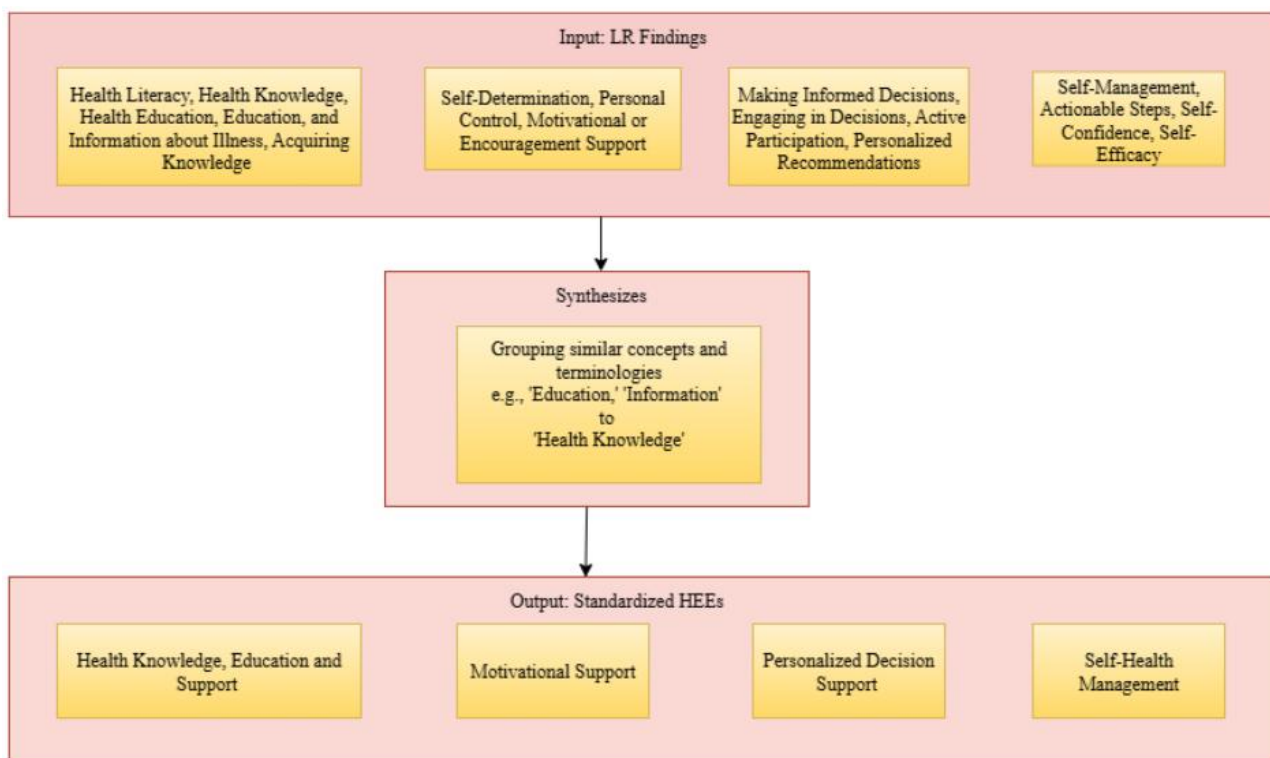 Input: LR Findings
Health Literacy, Health Knowledge,
Health Education, Education, and
Information about Illness, Acquiring
Knowledge
Self-Determination, Personal
Control, Motivational or
Encouragement Support
Making Informed Decisions,
Engaging in Decisions, Active
Participation, Personalized
Recommendations
Self-Management,
Actionable Steps, Self-
Confidence, Self-
Efficacy
Synthesizes
Grouping similar concepts and
terminologies
e.g., 'Education,' 'Information'
to
'Health Knowledge'
Output: Standardized HEEs
Health Knowledge, Education and
Support
Motivational Support
Personalized Decision
Support
Self-Health
Management